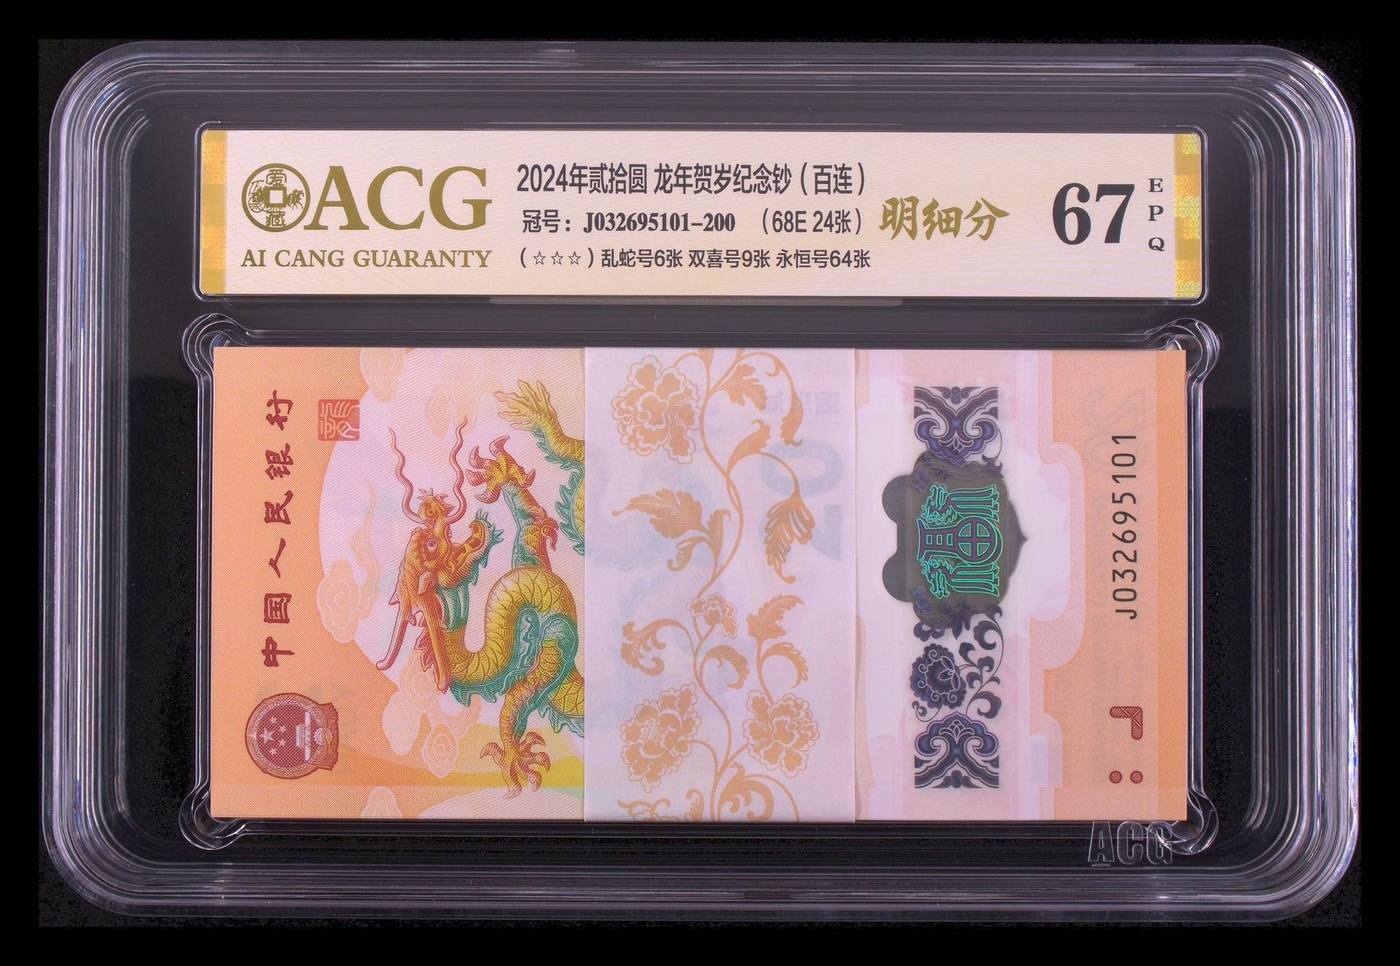 ACG
AI CANG GUARANTY
2024年贰拾圆 龙年贺岁纪念钞（百连）
冠号：J032695101-200 （68E 24张）
（☆☆☆）乱蛇号6张 双喜号9张 永恒号64张
明细分
67
EPQ
中国人民银行
J032695101
ACG